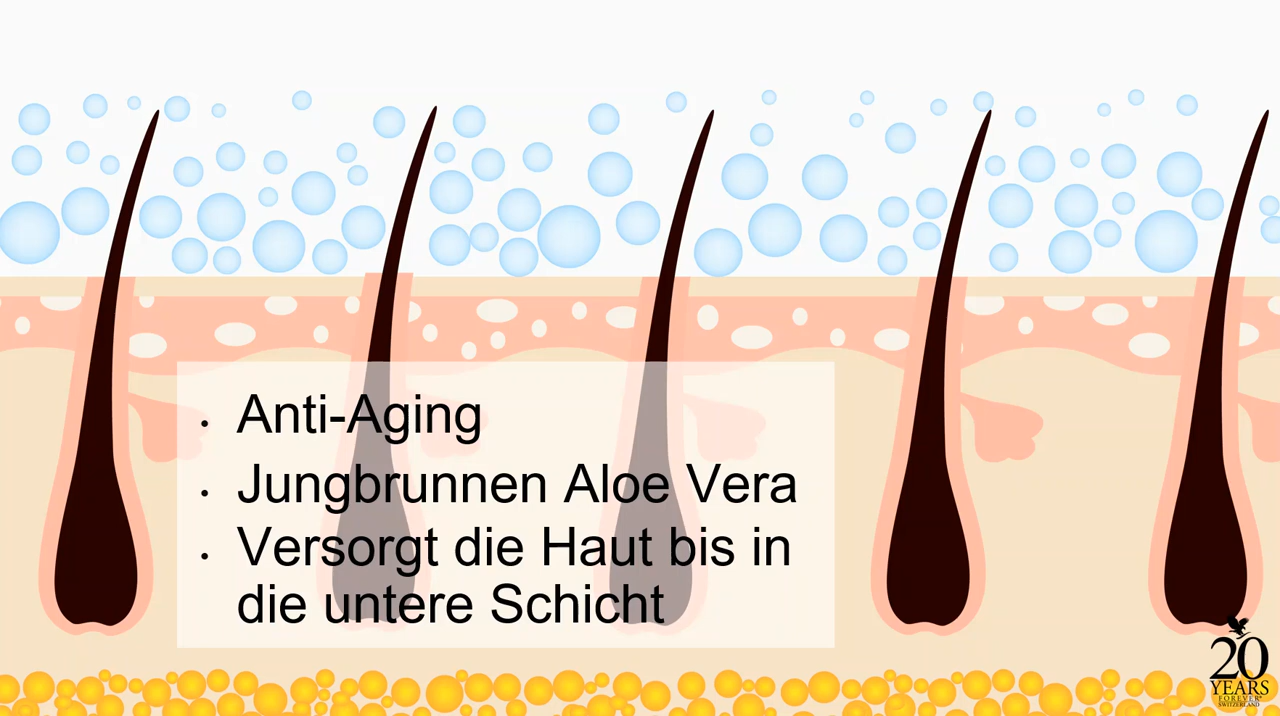 • Anti-Aging
• Jungbrunnen Aloe Vera
• Versorgt die Haut bis in
die untere Schicht
20
YEARS
FOREVER®
SWITZERLAND